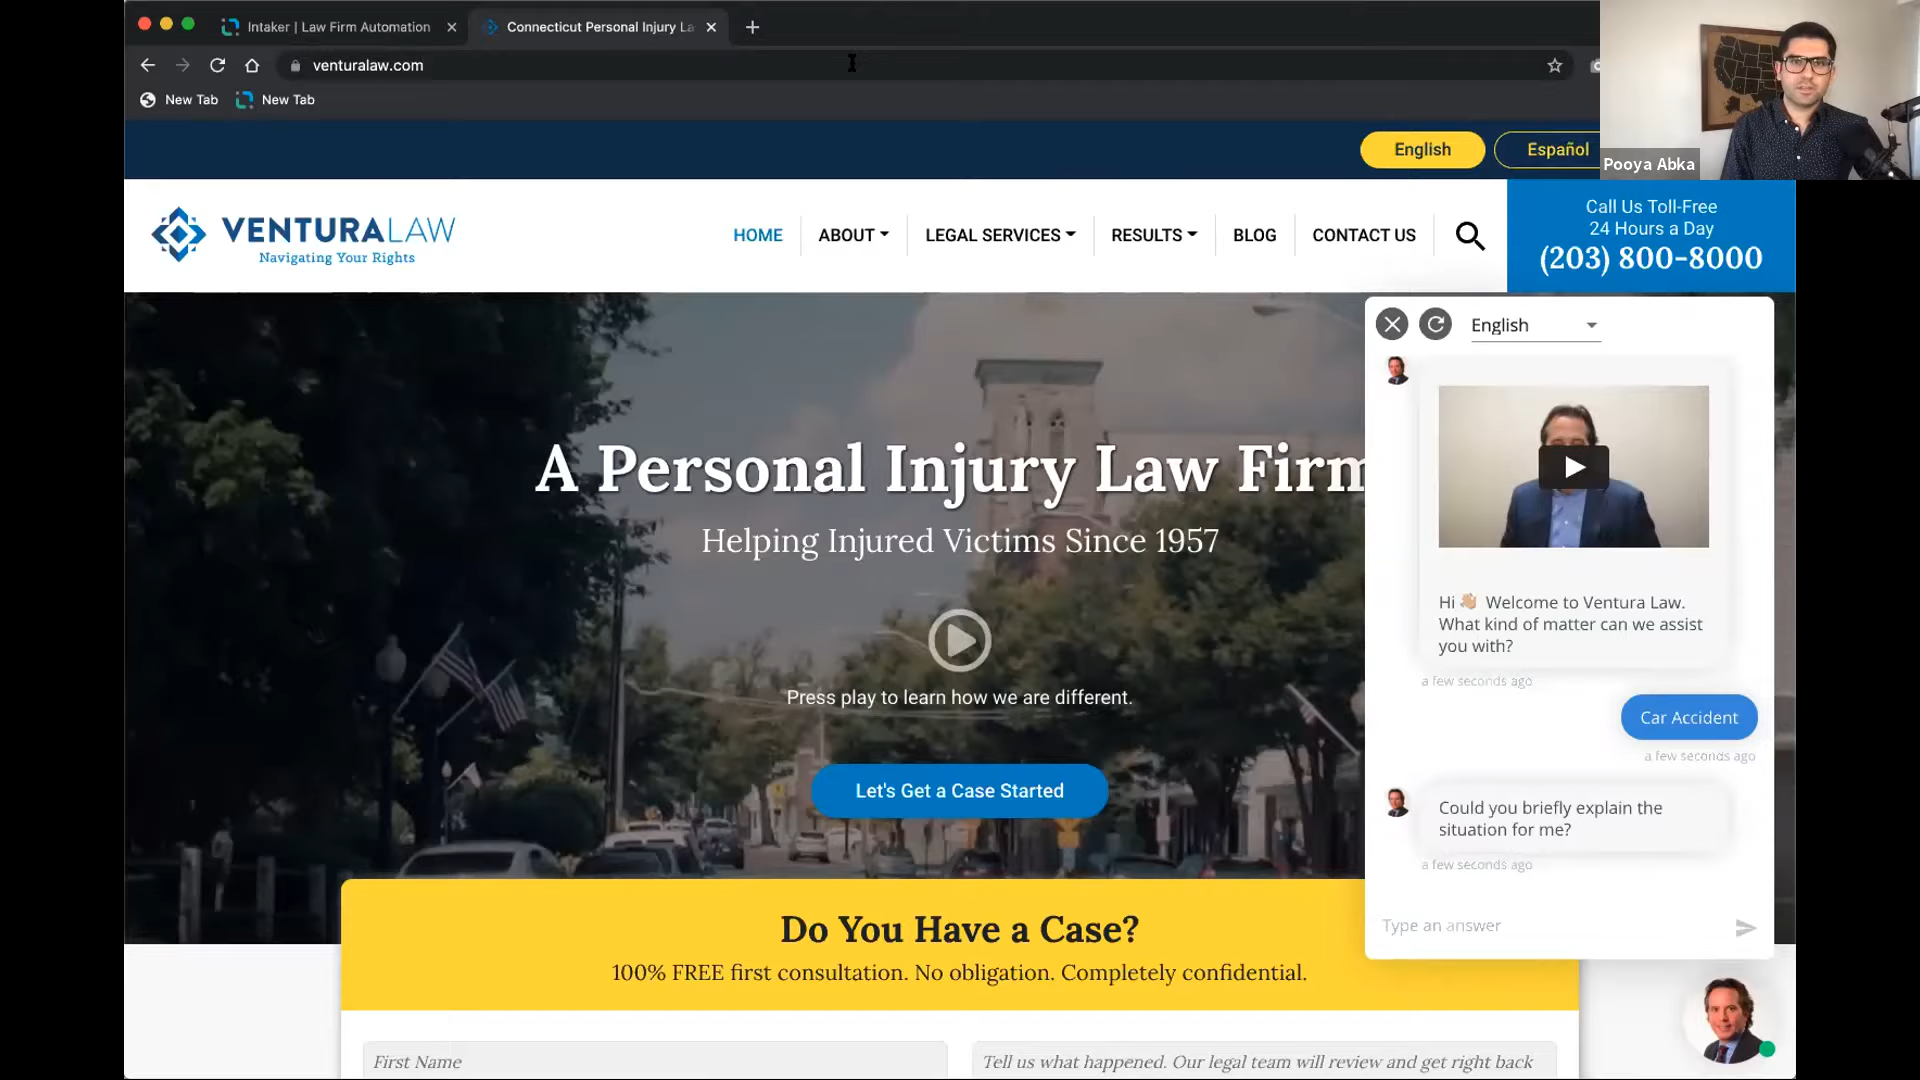 Intaker | Law Firm Automation
Connecticut Personal Injury La
venturalaw.com
New Tab
New Tab
English
Español
Pooya Abka
VENTURALAW
Navigating Your Rights
HOME
ABOUT
LEGAL SERVICES
RESULTS
BLOG
CONTACT US
Call Us Toll-Free
24 Hours a Day
(203) 800-8000
A Personal Injury Law Firm
Helping Injured Victims Since 1957
Press play to learn how we are different.
Let's Get a Case Started
English
Hi 👋 Welcome to Ventura Law.
What kind of matter can we assist
you with?
a few seconds ago
Car Accident
a few seconds ago
Could you briefly explain the
situation for me?
a few seconds ago
Type an answer
Do You Have a Case?
100% FREE first consultation. No obligation. Completely confidential.
First Name
Tell us what happened. Our legal team will review and get right back